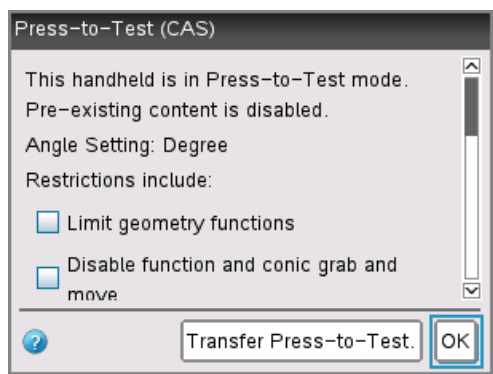 Press-to-Test (CAS)
This handheld is in Press-to-Test mode.
Pre-existing content is disabled.
Angle Setting: Degree
Restrictions include:
Limit geometry functions
Disable function and conic grab and
move
?
Transfer Press-to-Test.
OK